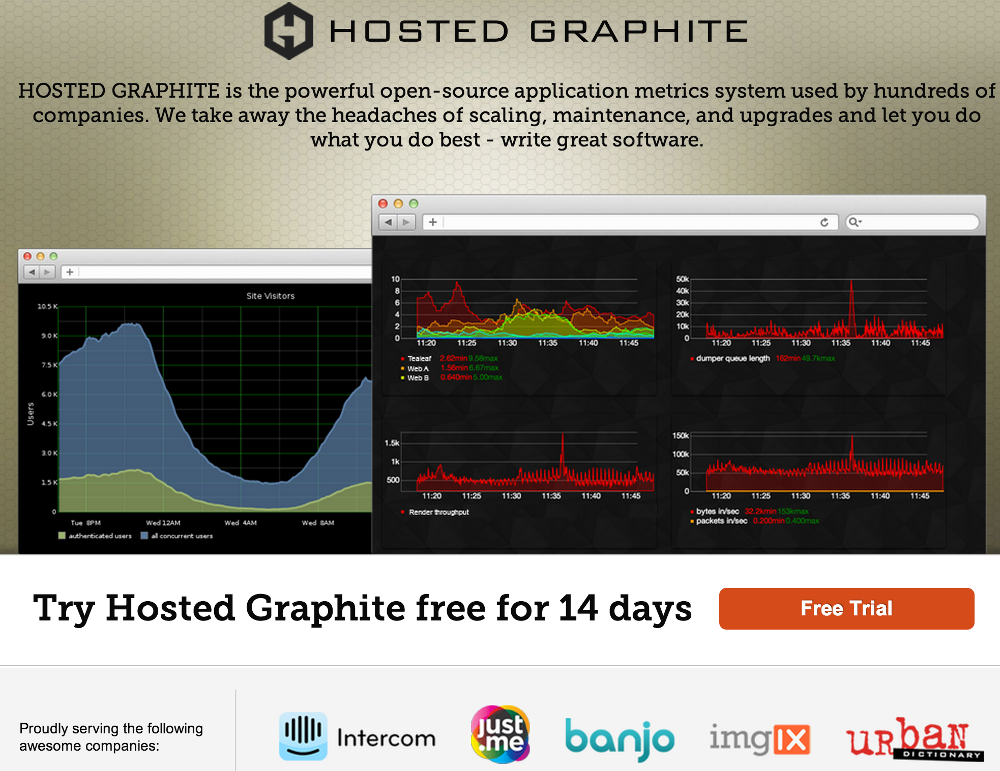 HOSTED GRAPHITE
HOSTED GRAPHITE is the powerful open-source application metrics system used by hundreds of
companies. We take away the headaches of scaling, maintenance, and upgrades and let you do
what you do best - write great software.
Site Visitors
10.5 K
9.0 K
7.5 K
6.0 K
4.5 K
3.0 K
1.5 K
0
Users
Tue 8PM Wed 12AM Wed 4AM Wed 8AM
authenticated users all concurrent users
10
8
6
4
2
0
11:20 11:25 11:30 11:35 11:40 11:45
Tealeaf 2.62min 9.58max
Web A 1.56min 6.67max
Web B 0.640min 5.00max
50k
40k
30k
20k
10k
0
11:20 11:25 11:30 11:35 11:40 11:45
dumper queue length 162min 49.7kmax
1.5k
1k
500
11:20 11:25 11:30 11:35 11:40 11:45
Render throughput
150k
100k
50k
0
11:20 11:25 11:30 11:35 11:40 11:45
bytes in/sec 32.2kmin 153kmax
packets in/sec 0.200min 0.400max
Try Hosted Graphite free for 14 days
Free Trial
Proudly serving the following
awesome companies:
Intercom
just
.me
banjo
imgIX
urban
DICTIONARY